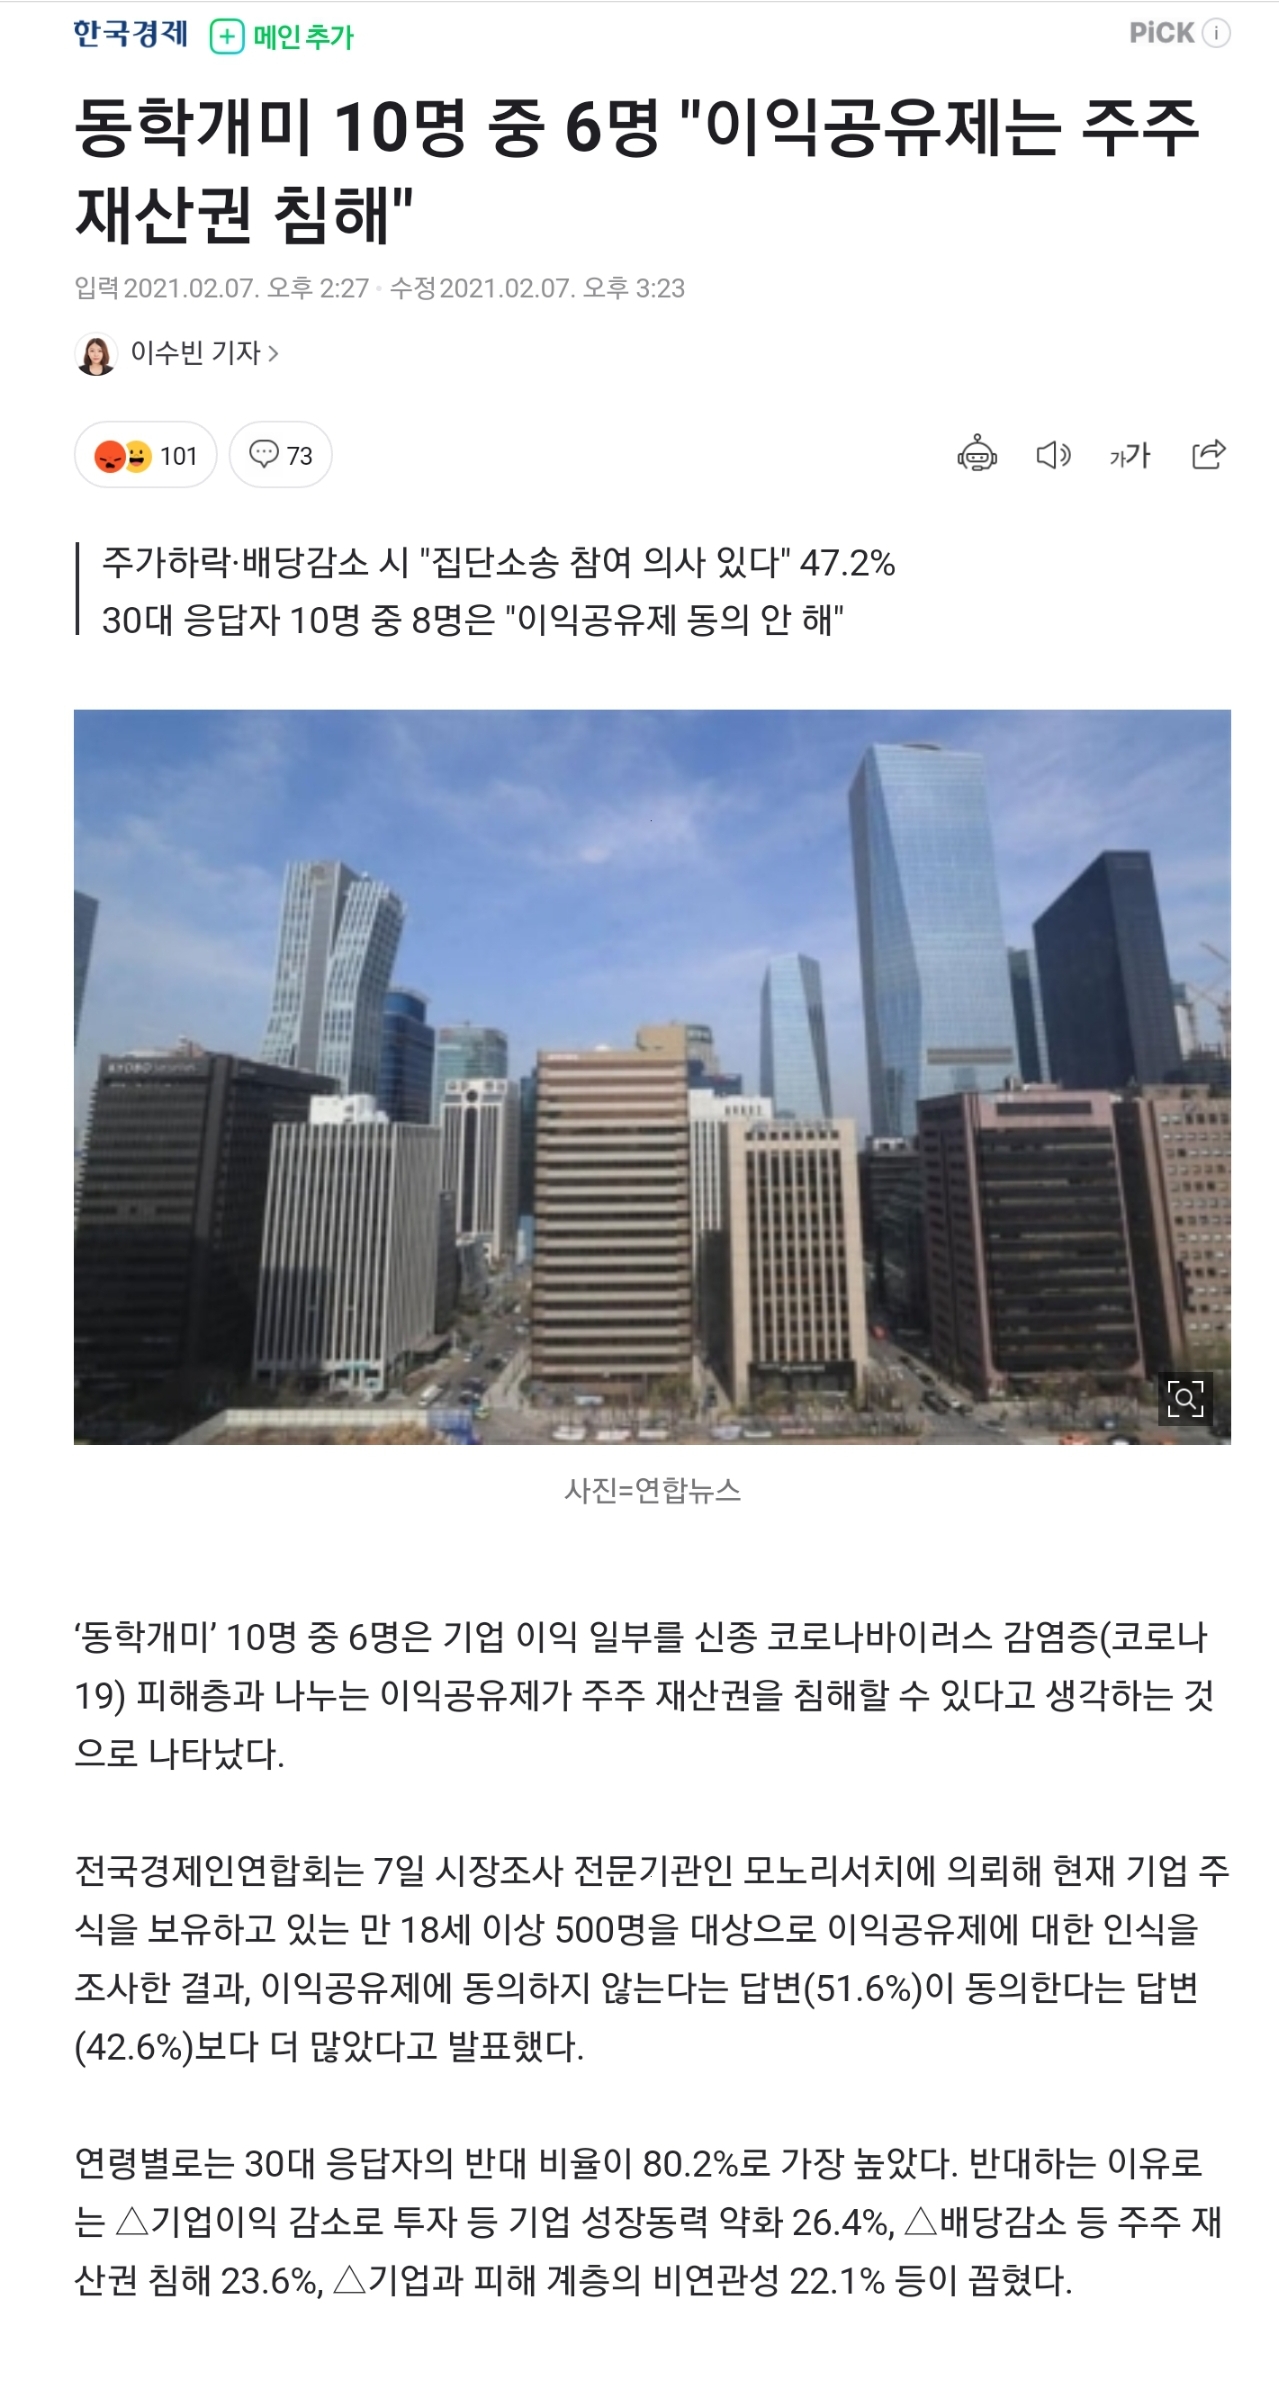 한국경제 메인 추가 PiCK i
동학개미 10명 중 6명 "이익공유제는 주주
재산권 침해"
입력 2021.02.07. 오후 2:27 · 수정 2021.02.07. 오후 3:23
이수빈 기자 >
101 73 가가
주가하락·배당감소 시 "집단소송 참여 의사 있다" 47.2%
30대 응답자 10명 중 8명은 "이익공유제 동의 안 해"
KYOBO
사진=연합뉴스
‘동학개미’ 10명 중 6명은 기업 이익 일부를 신종 코로나바이러스 감염증(코로나
19) 피해층과 나누는 이익공유제가 주주 재산권을 침해할 수 있다고 생각하는 것
으로 나타났다.
전국경제인연합회는 7일 시장조사 전문기관인 모노리서치에 의뢰해 현재 기업 주
식을 보유하고 있는 만 18세 이상 500명을 대상으로 이익공유제에 대한 인식을
조사한 결과, 이익공유제에 동의하지 않는다는 답변(51.6%)이 동의한다는 답변
(42.6%)보다 더 많았다고 발표했다.
연령별로는 30대 응답자의 반대 비율이 80.2%로 가장 높았다. 반대하는 이유로
는 △기업이익 감소로 투자 등 기업 성장동력 약화 26.4%, △배당감소 등 주주 재
산권 침해 23.6%, △기업과 피해 계층의 비연관성 22.1% 등이 꼽혔다.